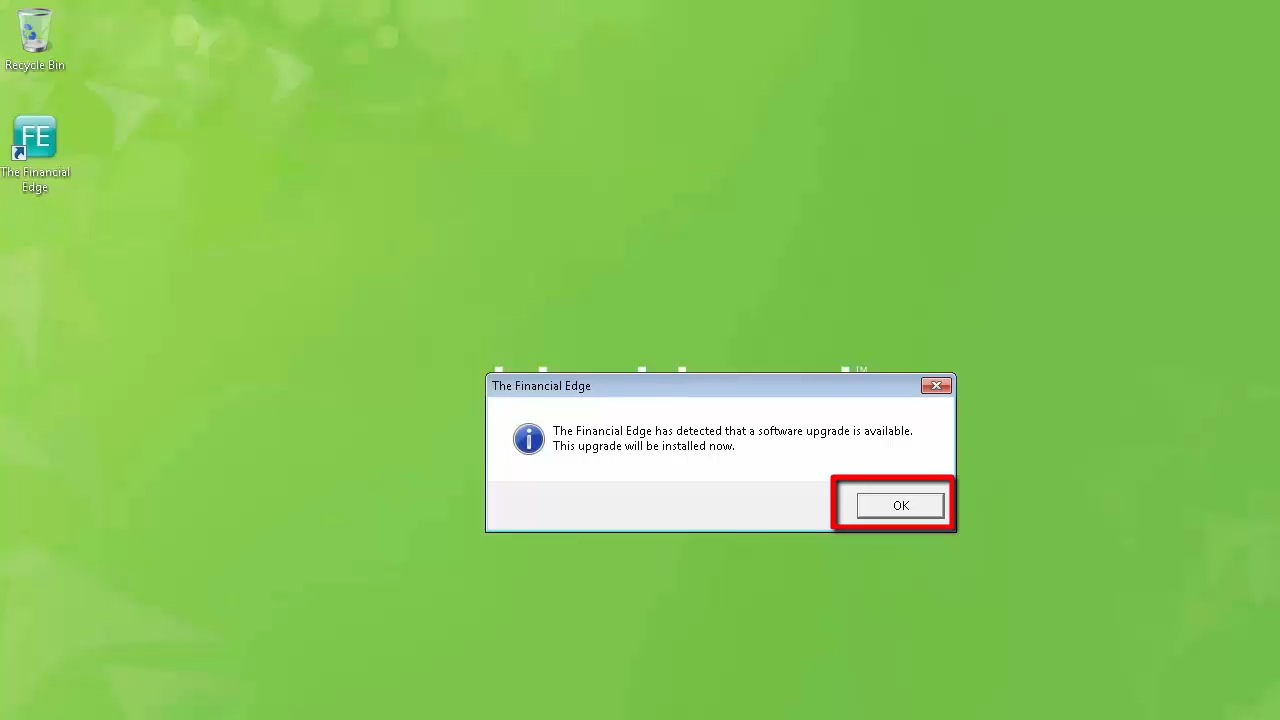 Recycle Bin
FE
The Financial
Edge
TM
The Financial Edge
The Financial Edge has detected that a software upgrade is available.
This upgrade will be installed now.
OK